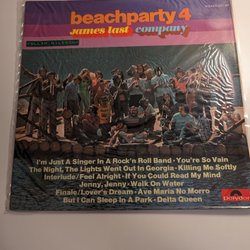 beachparty 4
james last company
I'm Just A Singer In A Rock'n Roll Band · You're So Vain
The Night, The Lights Went Out In Georgia · Killing Me Softly
Interlude/Feel Alright · If You Could Read My Mind
Jenny, Jenny · Walk On Water
Finale/Lover's Dream · Ave Maria No Morro
But I Can Sleep In A Park · Delta Queen
polydor